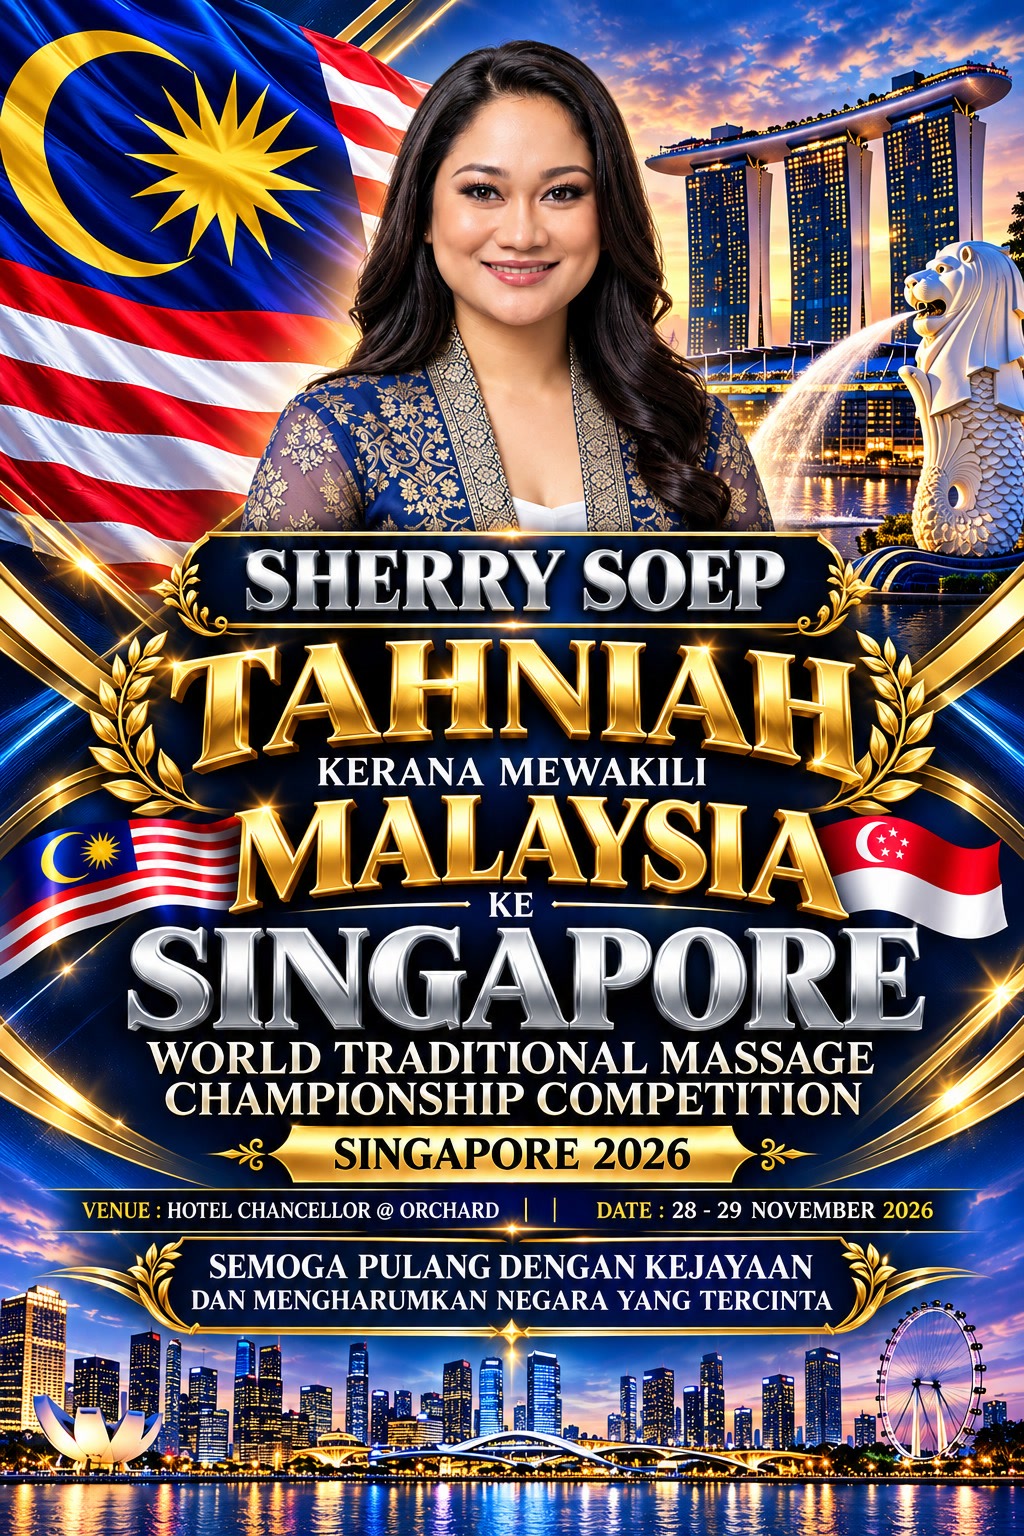 SHERRY SOEP
TAHNIAH
KERANA MEWAKILI
MALAYSIA
KE
SINGAPORE
WORLD TRADITIONAL MASSAGE
CHAMPIONSHIP COMPETITION
SINGAPORE 2026
VENUE : HOTEL CHANCELLOR @ ORCHARD | | DATE : 28 - 29 NOVEMBER 2026
SEMOGA PULANG DENGAN KEJAYAAN
DAN MENGHARUMKAN NEGARA YANG TERCINTA